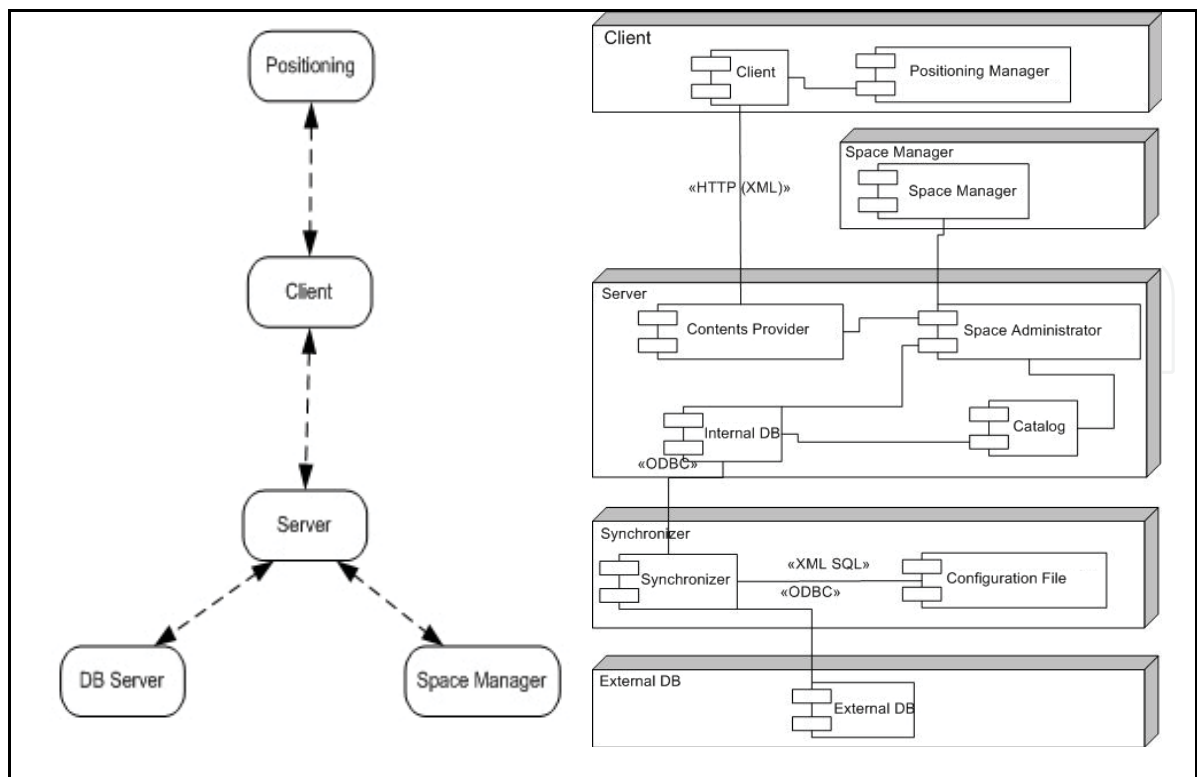 Positioning
Client
Server
DB Server
Space Manager
Client
Client
Positioning Manager
Space Manager
Space Manager
«HTTP (XML)»
Server
Contents Provider
Space Administrator
Internal DB
Catalog
«ODBC»
Synchronizer
Synchronizer
«XML SQL»
Configuration File
«ODBC»
External DB
External DB